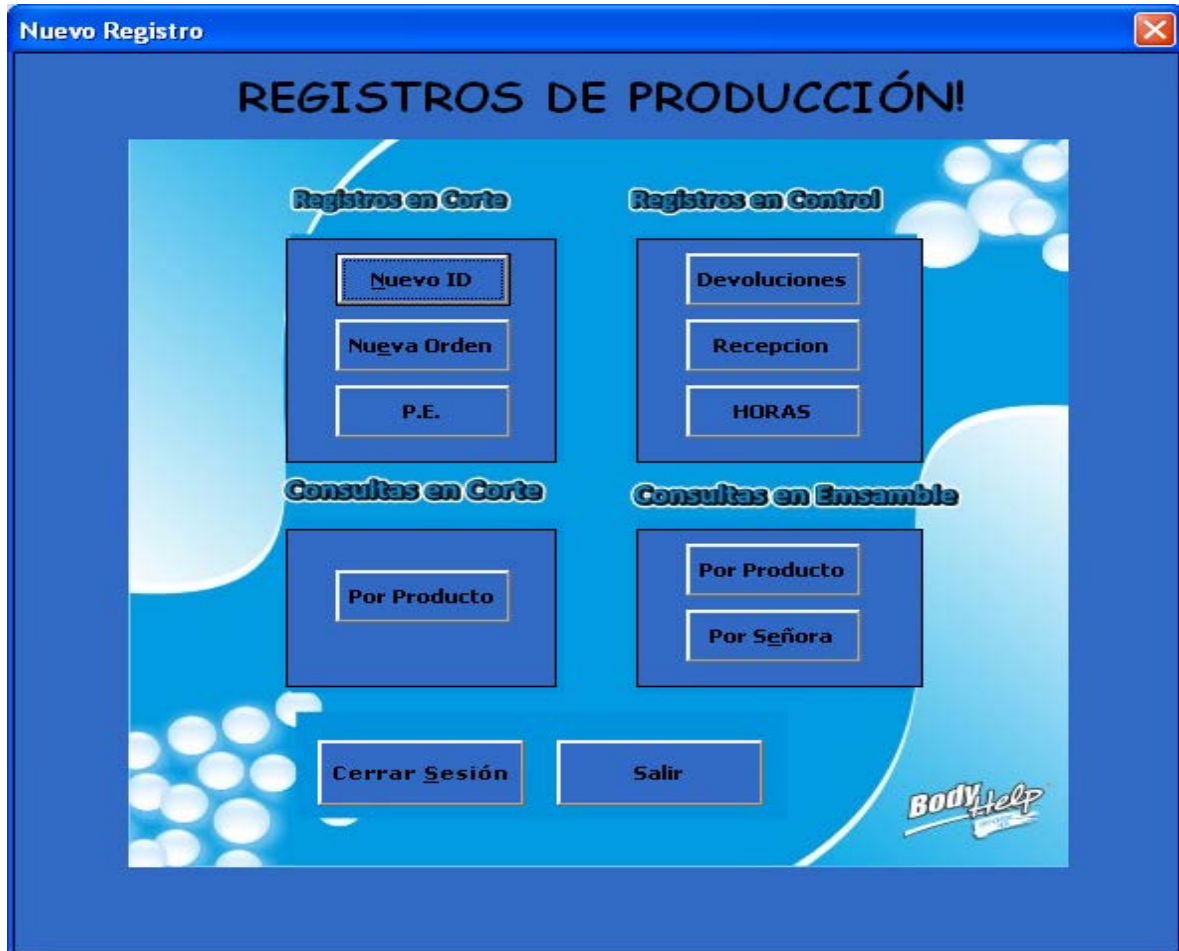 Nuevo Registro
REGISTROS DE PRODUCCIÓN!
Registros en Corte
Nuevo ID
Nueva Orden
P.E.
Registros en Control
Devoluciones
Recepcion
HORAS
Consultas en Corte
Por Producto
Consultas en Emsamble
Por Producto
Por Señora
Cerrar Sesión
Salir
Body Help